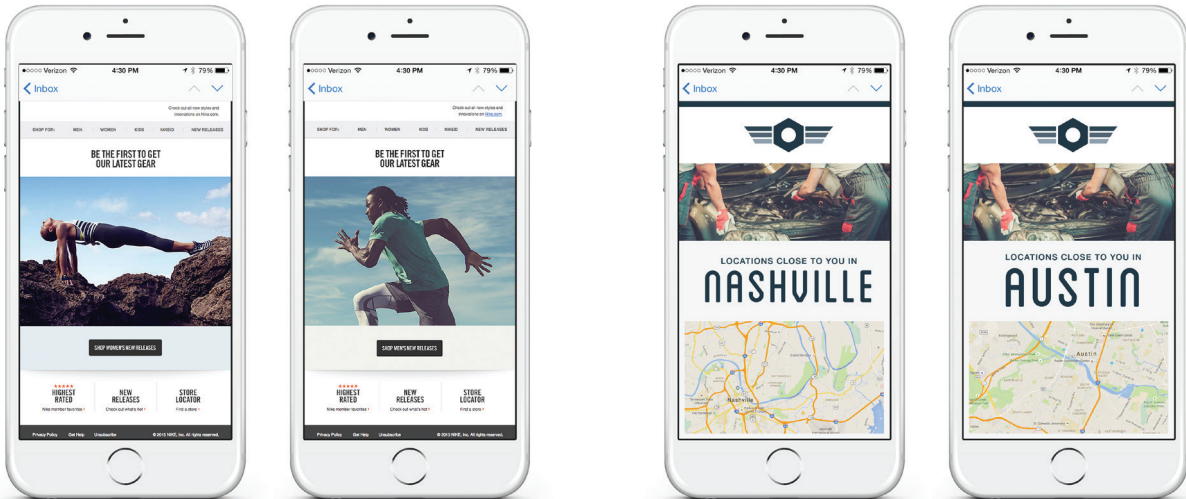 ●○○○○ Verizon 4:30 PM 79%
Inbox
Check out all new styles and
innovations on Nike.com.
SHOP FOR: MEN WOMEN KIDS NIKEiD NEW RELEASES
BE THE FIRST TO GET
OUR LATEST GEAR
SHOP WOMEN'S NEW RELEASES
HIGHEST RATED
NEW RELEASES
STORE LOCATOR
Nike member favorites › Check out what's hot › Find a store ›
Privacy Policy Get Help Unsubscribe © 2015 NIKE, Inc. All rights reserved.
●○○○○ Verizon 4:30 PM 79%
Inbox
Check out all new styles and
innovations on Nike.com.
SHOP FOR: MEN WOMEN KIDS NIKEiD NEW RELEASES
BE THE FIRST TO GET
OUR LATEST GEAR
SHOP MEN'S NEW RELEASES
HIGHEST RATED
NEW RELEASES
STORE LOCATOR
Nike member favorites › Check out what's hot › Find a store ›
Privacy Policy Get Help Unsubscribe © 2015 NIKE, Inc. All rights reserved.
●○○○○ Verizon 4:30 PM 79%
Inbox
LOCATIONS CLOSE TO YOU IN
NASHVILLE
Nashville
●○○○○ Verizon 4:30 PM 79%
Inbox
LOCATIONS CLOSE TO YOU IN
AUSTIN
Austin